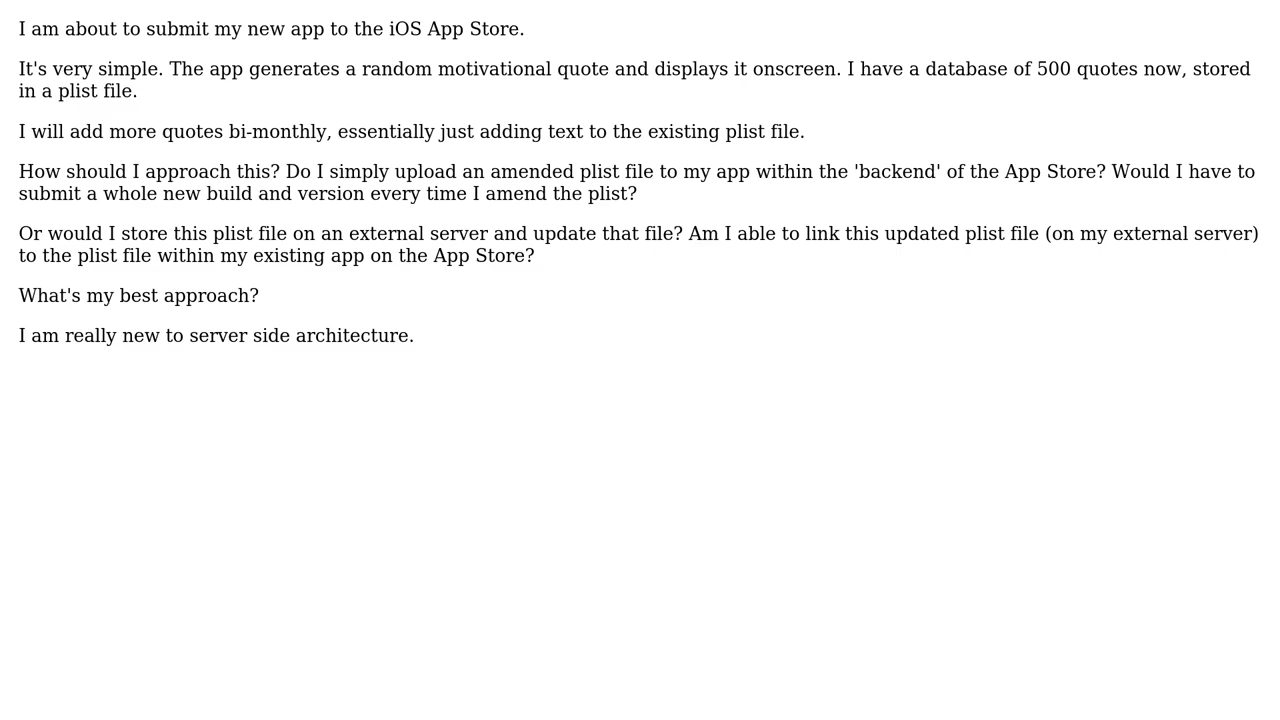 I am about to submit my new app to the iOS App Store.
It's very simple. The app generates a random motivational quote and displays it onscreen. I have a database of 500 quotes now, stored
in a plist file.
I will add more quotes bi-monthly, essentially just adding text to the existing plist file.
How should I approach this? Do I simply upload an amended plist file to my app within the 'backend' of the App Store? Would I have to
submit a whole new build and version every time I amend the plist?
Or would I store this plist file on an external server and update that file? Am I able to link this updated plist file (on my external server)
to the plist file within my existing app on the App Store?
What's my best approach?
I am really new to server side architecture.